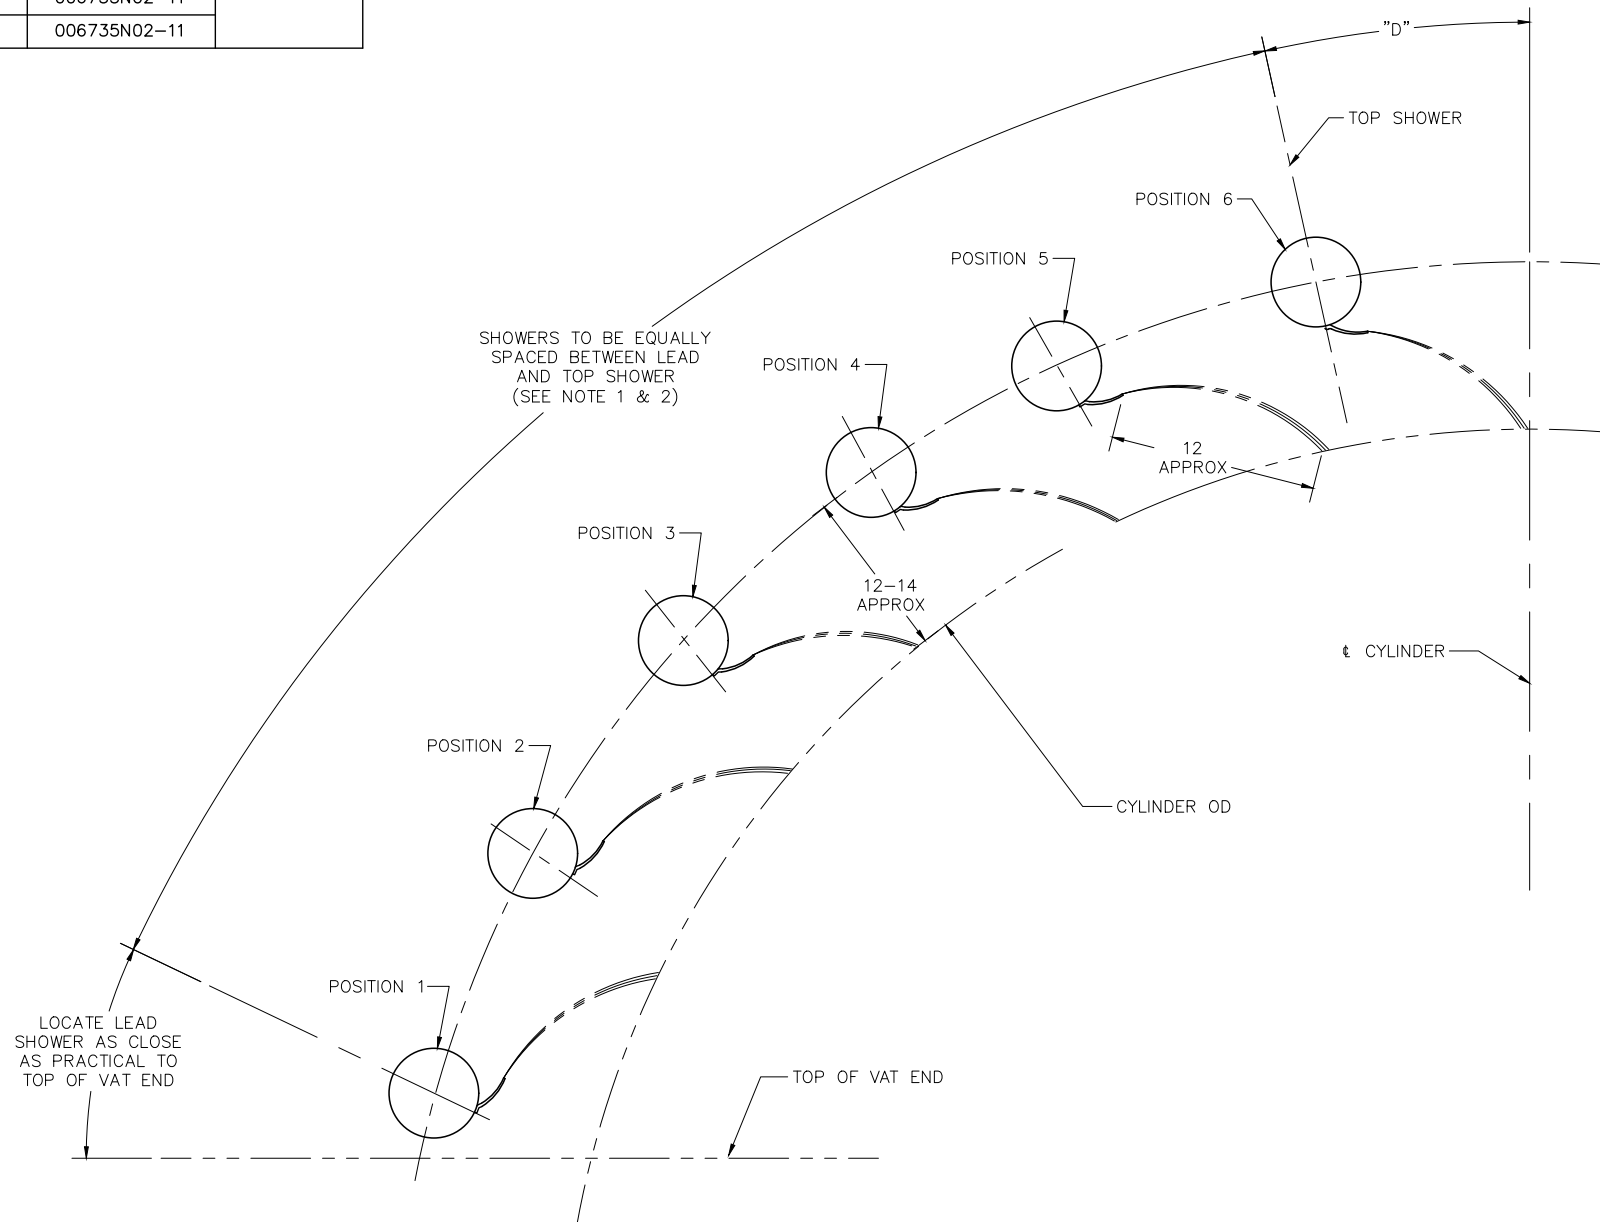 006735N02-11
"D"
TOP SHOWER
POSITION 6
POSITION 5
SHOWERS TO BE EQUALLY
SPACED BETWEEN LEAD
AND TOP SHOWER
(SEE NOTE 1 & 2)
POSITION 4
12
APPROX
POSITION 3
12-14
APPROX
℄ CYLINDER
POSITION 2
CYLINDER OD
POSITION 1
LOCATE LEAD
SHOWER AS CLOSE
AS PRACTICAL TO
TOP OF VAT END
TOP OF VAT END